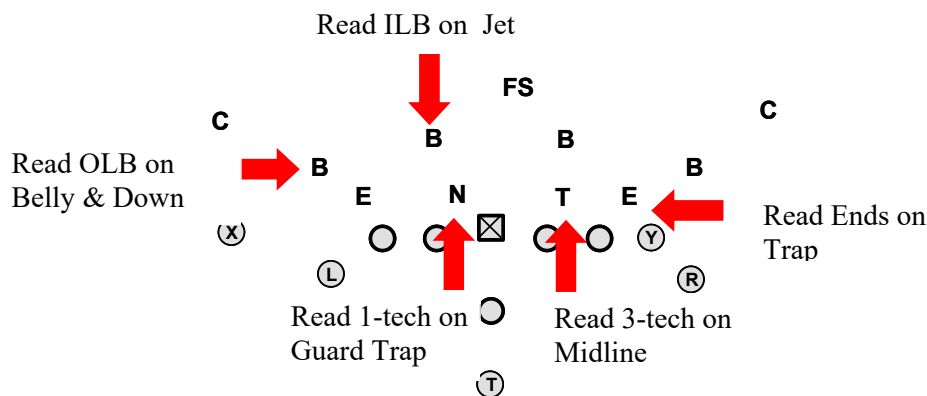 Read ILB on Jet
FS
C
C
B
B
Read OLB on
Belly & Down
B
B
E
N
T
E
X
Y
Read Ends on
Trap
L
R
Read 1-tech on
Guard Trap
Read 3-tech on
Midline
T